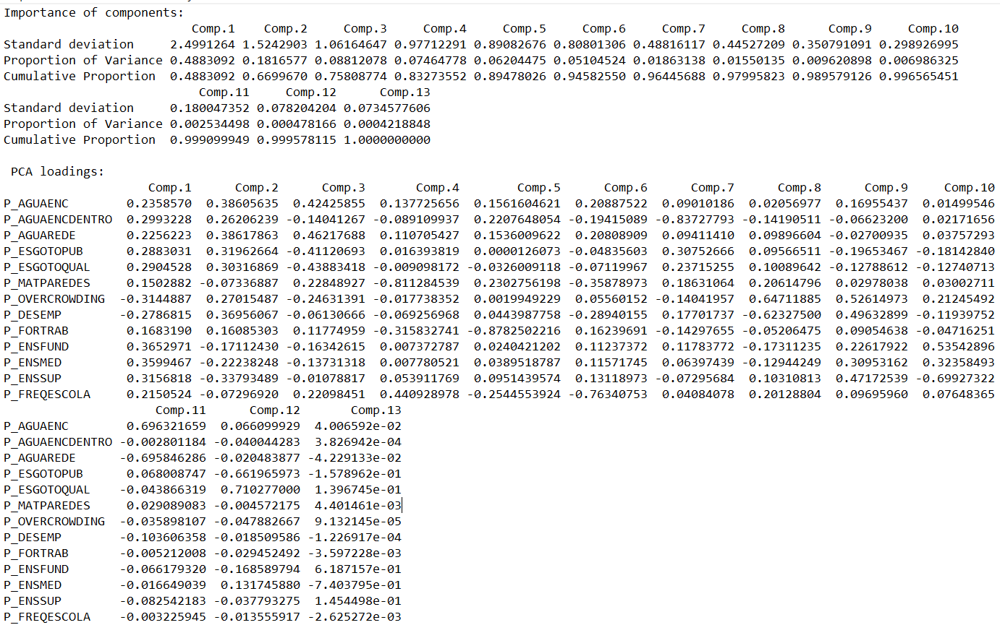 Importance of components:
Comp.1 Comp.2 Comp.3 Comp.4 Comp.5 Comp.6 Comp.7 Comp.8 Comp.9 Comp.10
Standard deviation 2.4991264 1.5242903 1.06164647 0.97712291 0.89082676 0.80801306 0.48816117 0.44527209 0.350791091 0.298926995
Proportion of Variance 0.4883092 0.1816577 0.08812078 0.07464778 0.06204475 0.05104524 0.01863138 0.01550135 0.009620898 0.006986325
Cumulative Proportion 0.4883092 0.6699670 0.75808774 0.83273552 0.89478026 0.94582550 0.96445688 0.97995823 0.989579126 0.996565451
Comp.11 Comp.12 Comp.13
Standard deviation 0.180047352 0.078204204 0.0734577606
Proportion of Variance 0.002534498 0.000478166 0.0004218848
Cumulative Proportion 0.999099949 0.999578115 1.0000000000
PCA loadings:
Comp.1 Comp.2 Comp.3 Comp.4 Comp.5 Comp.6 Comp.7 Comp.8 Comp.9 Comp.10
P_AGUAENC 0.2358570 0.38605635 0.42425855 0.137725656 0.1561604621 0.20887522 0.09010186 0.02056977 0.16955437 0.01499546
P_AGUAENCDENTRO 0.2993228 0.26206239 -0.14041267 -0.089109937 0.2207648054 -0.19415089 -0.83727793 -0.14190511 -0.06623200 0.02171656
P_AGUAREDE 0.2256223 0.38617863 0.46217688 0.110705427 0.1536009622 0.20808909 0.09411410 0.09896604 -0.02700935 0.03757293
P_ESGOTOPUB 0.2883031 0.31962664 -0.41120693 0.016393819 0.0000126073 -0.04835603 0.30752666 0.09566511 -0.19653467 -0.18142840
P_ESGOTOQUAL 0.2904528 0.30316869 -0.43883418 -0.009098172 -0.0326009118 -0.07119967 0.23715255 0.10089642 -0.12788612 -0.12740713
P_MATPAREDES 0.1502882 -0.07336887 0.22848927 -0.811284539 0.2302756198 -0.35878073 0.18631064 0.20614796 0.02978038 0.03002711
P_OVERCROWDING -0.3144887 0.27015487 -0.24631391 -0.017738352 0.0019949229 0.05560152 -0.14041957 0.64711885 0.52614973 0.21245492
P_DESEMP -0.2786815 0.36956067 -0.06130666 -0.069256968 0.0443987758 -0.28940155 0.17701737 -0.62327500 0.49632899 -0.11939752
P_FORTRAB 0.1683190 0.16085303 0.11774959 -0.315832741 -0.8782502216 0.16239691 -0.14297655 -0.05206475 0.09054638 -0.04716251
P_ENSFUND 0.3652971 -0.17112430 -0.16342615 0.007372787 0.0240421202 0.11237372 0.11783772 -0.17311235 0.22617922 0.53542896
P_ENSMED 0.3599467 -0.22238248 -0.13731318 0.007780521 0.0389518787 0.11571745 0.06397439 -0.12944249 0.30953162 0.32358493
P_ENSSUP 0.3156818 -0.33793489 -0.01078817 0.053911769 0.0951439574 0.13118973 -0.07295684 0.10310813 0.47172539 -0.69927322
P_FREQESCOLA 0.2150524 -0.07296920 0.22098451 0.440928978 -0.2544553924 -0.76340753 0.04084078 0.20128804 0.09695960 0.07648365
Comp.11 Comp.12 Comp.13
P_AGUAENC 0.696321659 0.066099929 4.006592e-02
P_AGUAENCDENTRO -0.002801184 -0.040044283 3.826942e-04
P_AGUAREDE -0.695846286 -0.020483877 -4.229133e-02
P_ESGOTOPUB 0.068008747 -0.661965973 -1.578962e-01
P_ESGOTOQUAL -0.043866319 0.710277000 1.396745e-01
P_MATPAREDES 0.029089083 -0.004572175 4.401461e-03
P_OVERCROWDING -0.035898107 -0.047882667 9.132145e-05
P_DESEMP -0.103606358 -0.018509586 -1.226917e-04
P_FORTRAB -0.005212008 -0.029452492 -3.597228e-03
P_ENSFUND -0.066179320 -0.168589794 6.187157e-01
P_ENSMED -0.016649039 0.131745880 -7.403795e-01
P_ENSSUP -0.082542183 -0.037793275 1.454498e-01
P_FREQESCOLA -0.003225945 -0.013555917 -2.625272e-03